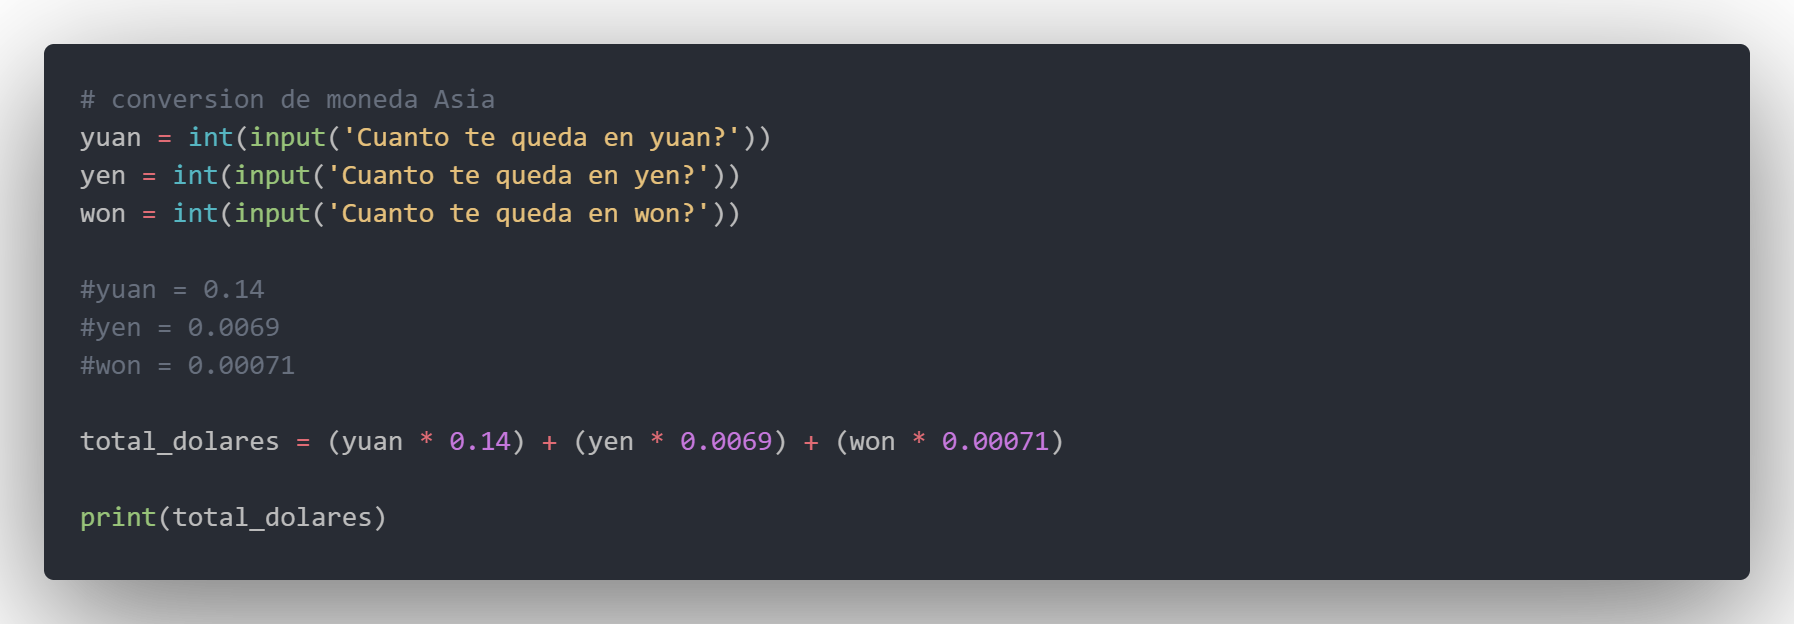 # conversion de moneda Asia
yuan = int(input('Cuanto te queda en yuan?'))
yen = int(input('Cuanto te queda en yen?'))
won = int(input('Cuanto te queda en won?'))
#yuan = 0.14
#yen = 0.0069
#won = 0.00071
total_dolares = (yuan * 0.14) + (yen * 0.0069) + (won * 0.00071)
print(total_dolares)